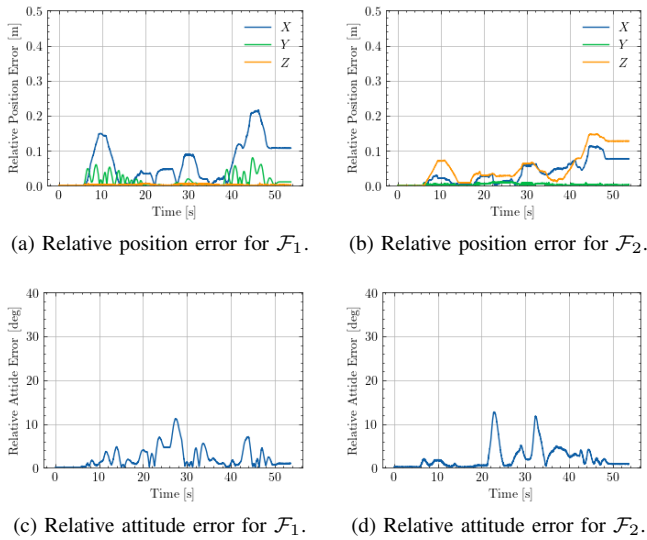 0.5
0.4
0.3
0.2
0.1
0.0
Relative Position Error [m]
X
Y
Z
0 10 20 30 40 50
Time [s]
(a) Relative position error for ℱ₁.
0.5
0.4
0.3
0.2
0.1
0.0
Relative Position Error [m]
X
Y
Z
0 10 20 30 40 50
Time [s]
(b) Relative position error for ℱ₂.
40
30
20
10
0
Relative Attide Error [deg]
0 10 20 30 40 50
Time [s]
(c) Relative attitude error for ℱ₁.
40
30
20
10
0
Relative Attide Error [deg]
0 10 20 30 40 50
Time [s]
(d) Relative attitude error for ℱ₂.